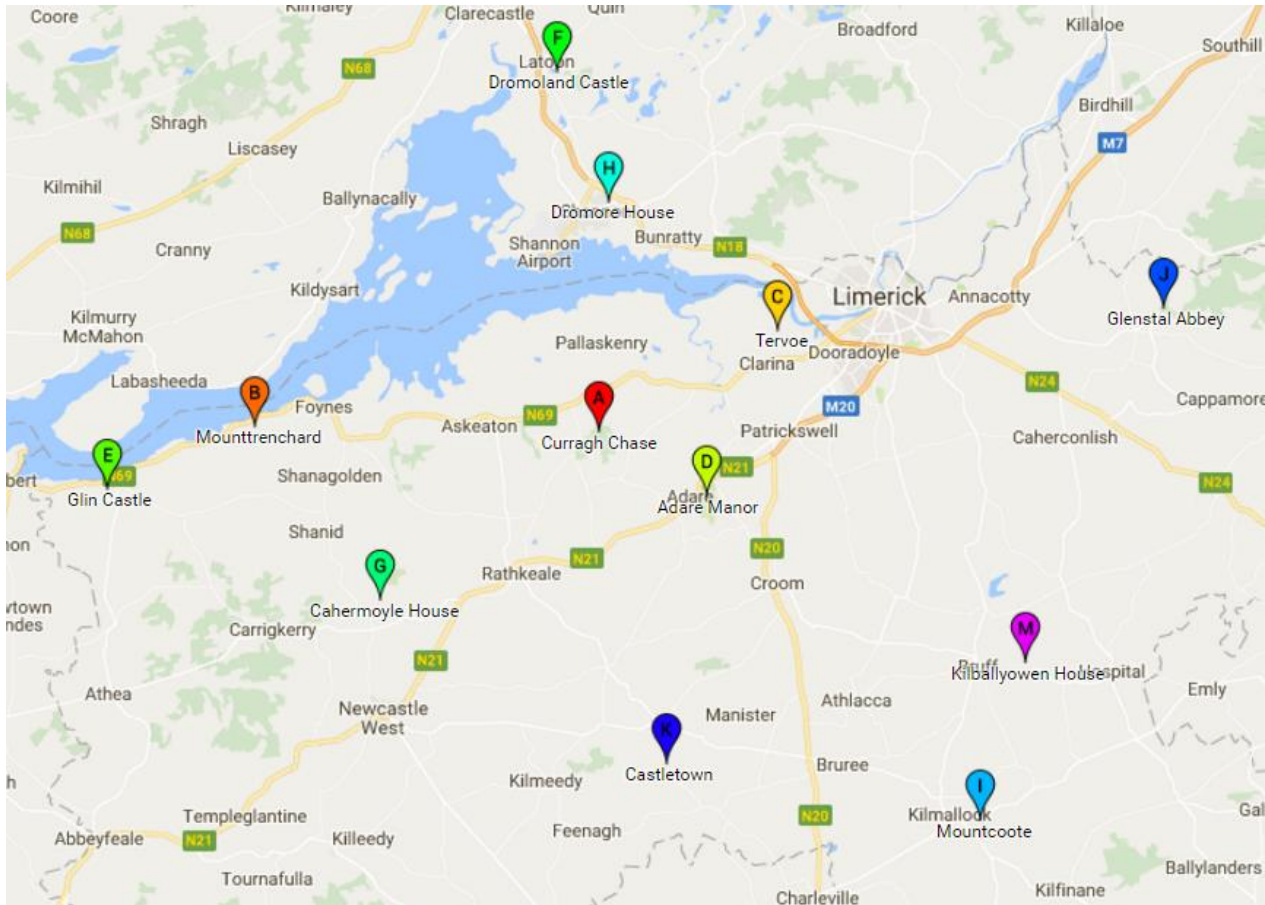 Coore
Kilmaley
Clarecastle
Quin
Killaloe
Broadford
Southill
F
Latoon
N68
Dromoland Castle
Birdhill
Shragh
M7
Liscasey
H
Kilmihil
Ballynacally
Dromore House
N68
Shannon
Airport
Bunratty
N18
Cranny
J
Kildysart
C
Limerick
Annacotty
Kilmurry
McMahon
Glenstal Abbey
Pallaskenry
Tervoe
Dooradoyle
Clarina
Labasheeda
B
N24
A
Foynes
M20
Cappamore
N69
Askeaton
Mounttrenchard
Curragh Chase
Patrickswell
Caherconlish
E
D
N69
Shanagolden
N21
N24
Glin Castle
Adare
Adare Manor
Shanid
N20
G
Rathkeale
N21
Croom
Cahermoyle House
Carrigkerry
M
N21
Bruff
Hospital
Kilballyowen House
Athea
Emly
Newcastle
West
Manister
Athlacca
K
Castletown
Bruree
Kilmeedy
I
Templeglantine
N20
Kilmallock
Abbeyfeale
N21
Killeedy
Feenagh
Mountcoote
Ballylanders
Tournafulla
Charleville
Kilfinane